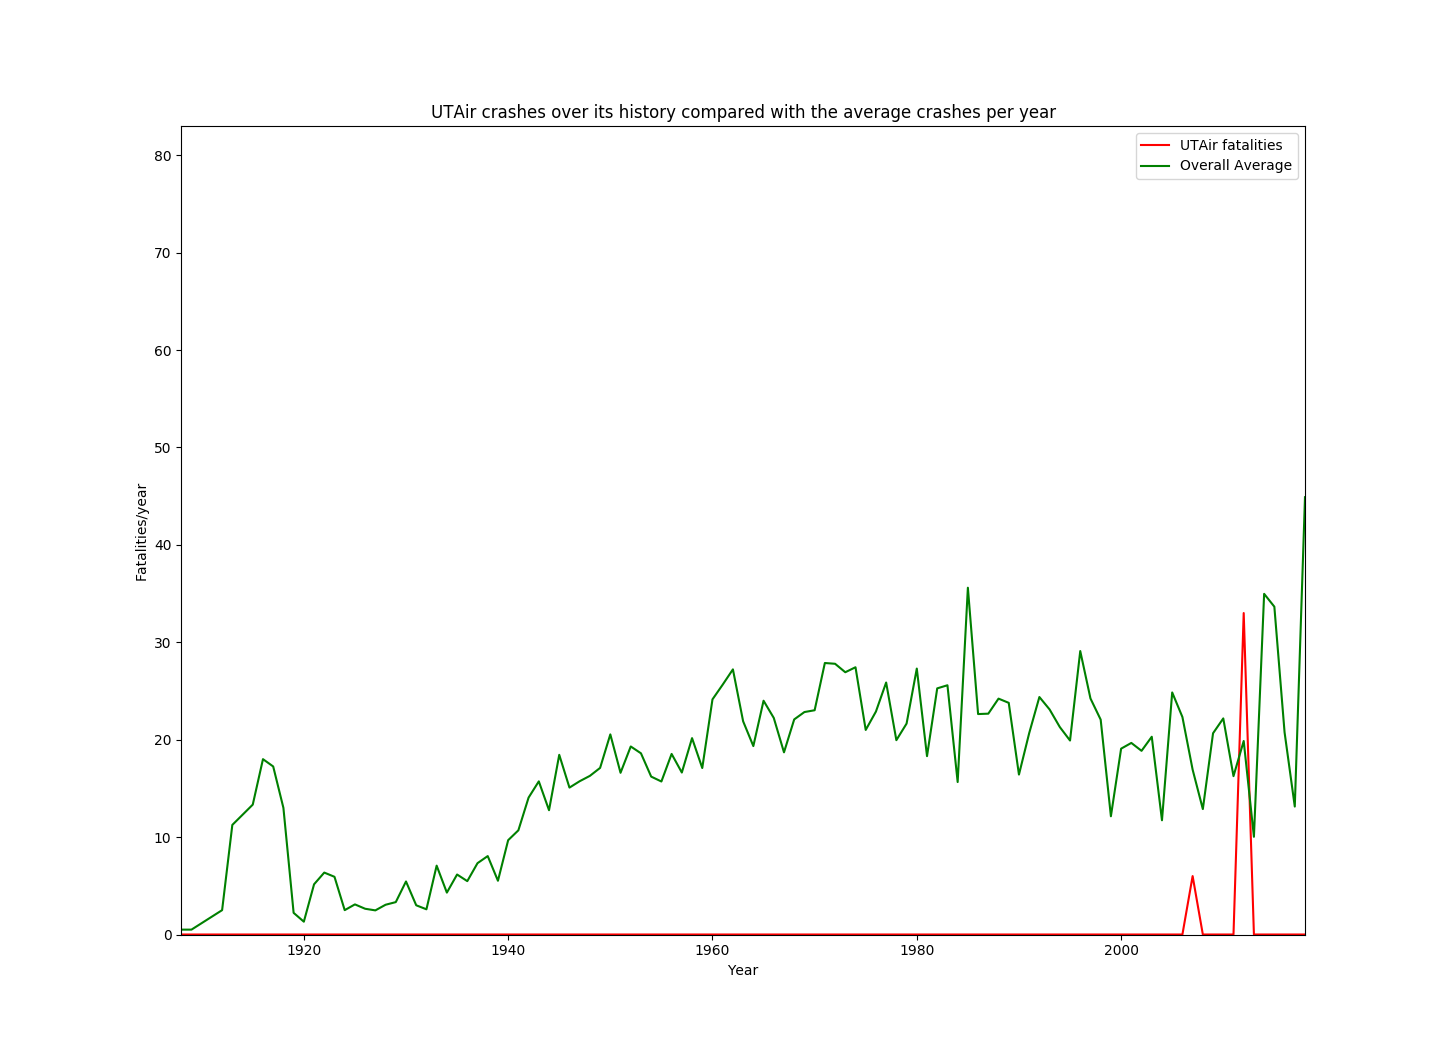 UTAir crashes over its history compared with the average crashes per year
UTAir fatalities
Overall Average
80
70
60
50
40
30
20
10
0
Fatalities/year
1920 1940 1960 1980 2000
Year